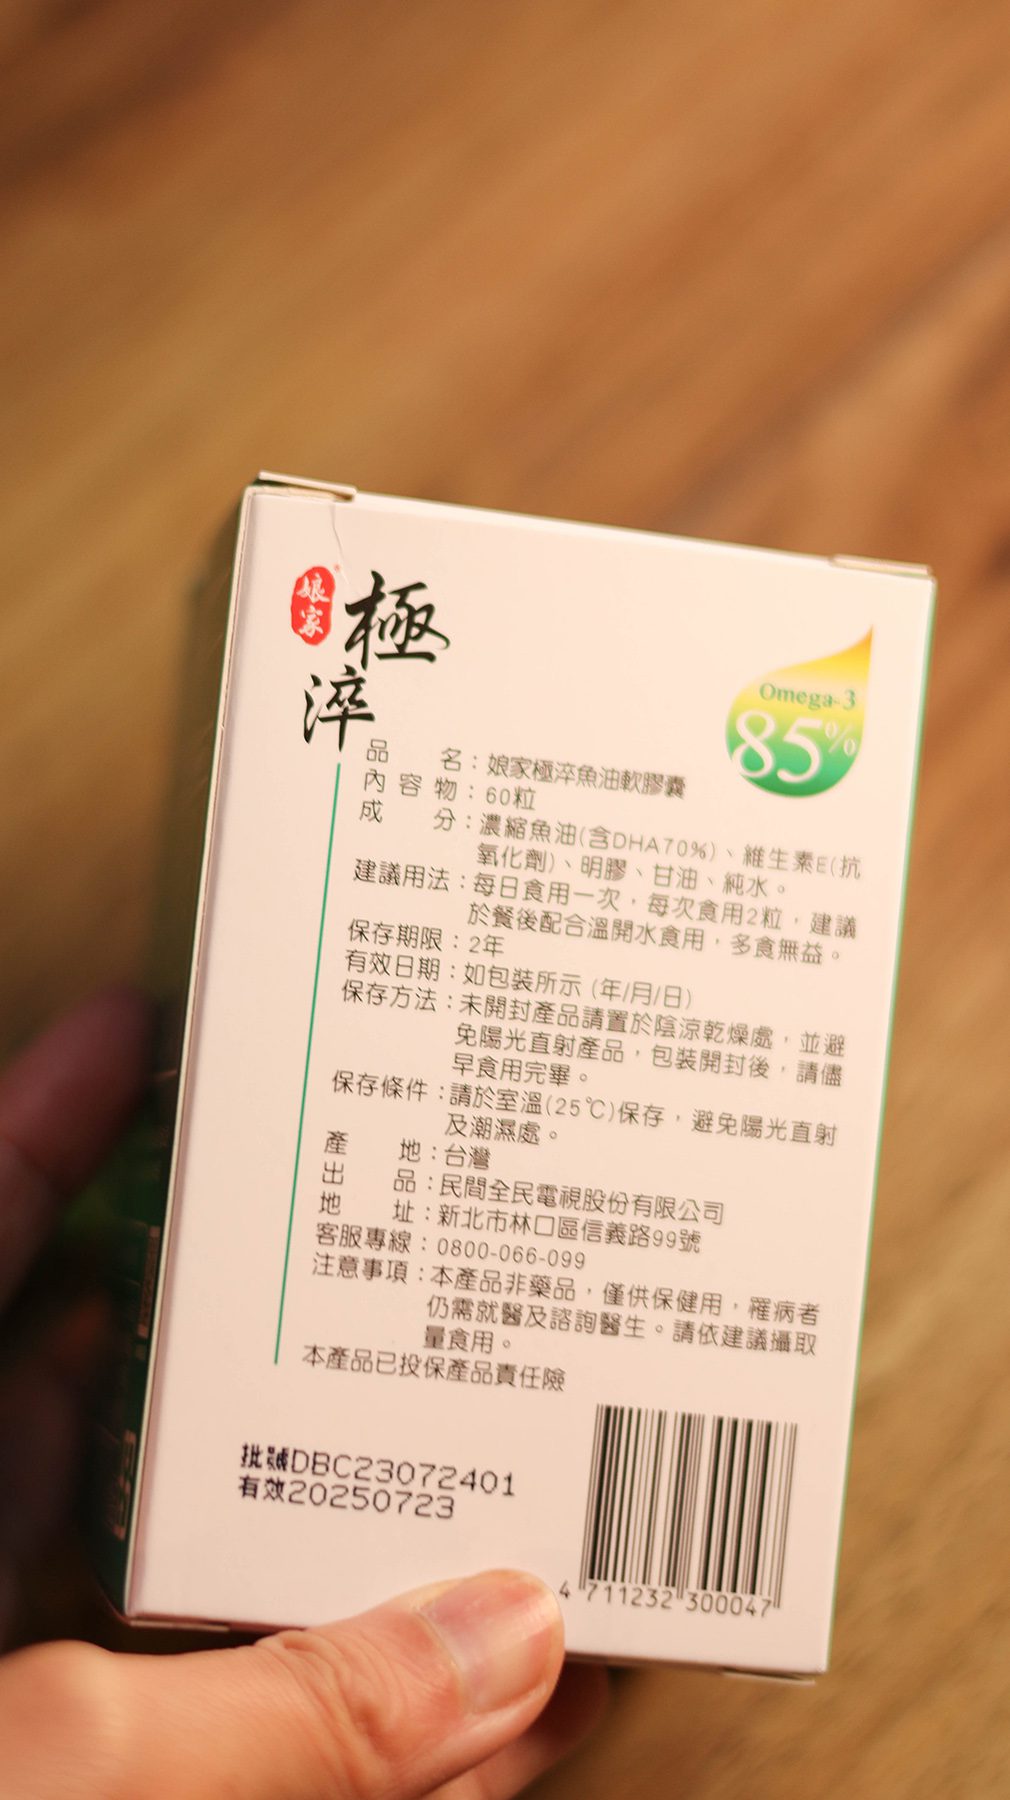 娘家
極淬
Omega-3
85%
品名：娘家極淬魚油軟膠囊
內容物：60粒
成分：濃縮魚油(含DHA70%)、維生素E(抗
氧化劑)、明膠、甘油、純水。
建議用法：每日食用一次，每次食用2粒，建議
於餐後配合溫開水食用，多食無益。
保存期限：2年
有效日期：如包裝所示 (年/月/日)
保存方法：未開封產品請置於陰涼乾燥處，並避
免陽光直射產品，包裝開封後，請儘
早食用完畢。
保存條件：請於室溫(25℃)保存，避免陽光直射
及潮濕處。
產地：台灣
出品：民間全民電視股份有限公司
地址：新北市林口區信義路99號
客服專線：0800-066-099
注意事項：本產品非藥品，僅供保健用，罹病者
仍需就醫及諮詢醫生。請依建議攝取
量食用。
本產品已投保產品責任險
批號DBC23072401
有效20250723
4 711232 300047